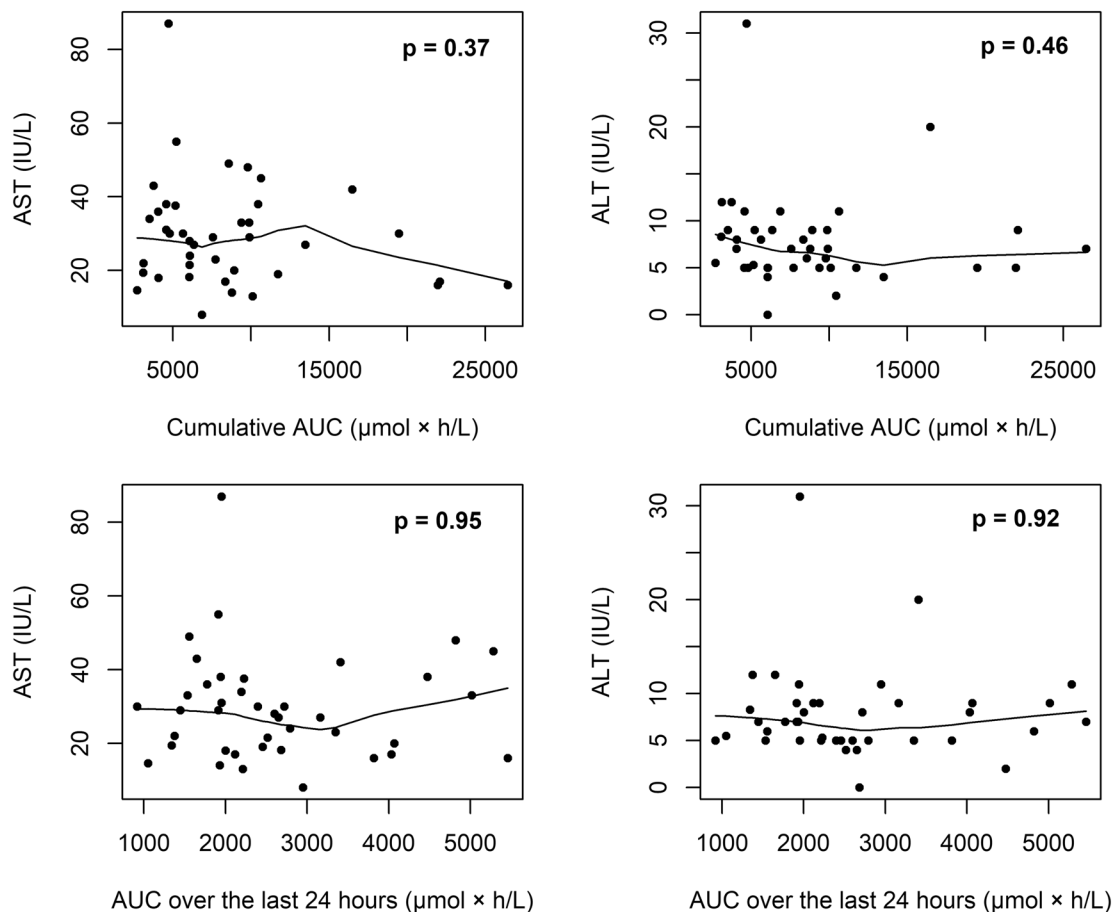 AST (IU/L)
80
60
40
20
p = 0.37
5000
15000
25000
Cumulative AUC (µmol × h/L)
ALT (IU/L)
30
20
10
5
0
p = 0.46
5000
15000
25000
Cumulative AUC (µmol × h/L)
AST (IU/L)
80
60
40
20
p = 0.95
1000
2000
3000
4000
5000
AUC over the last 24 hours (µmol × h/L)
ALT (IU/L)
30
20
10
5
0
p = 0.92
1000
2000
3000
4000
5000
AUC over the last 24 hours (µmol × h/L)